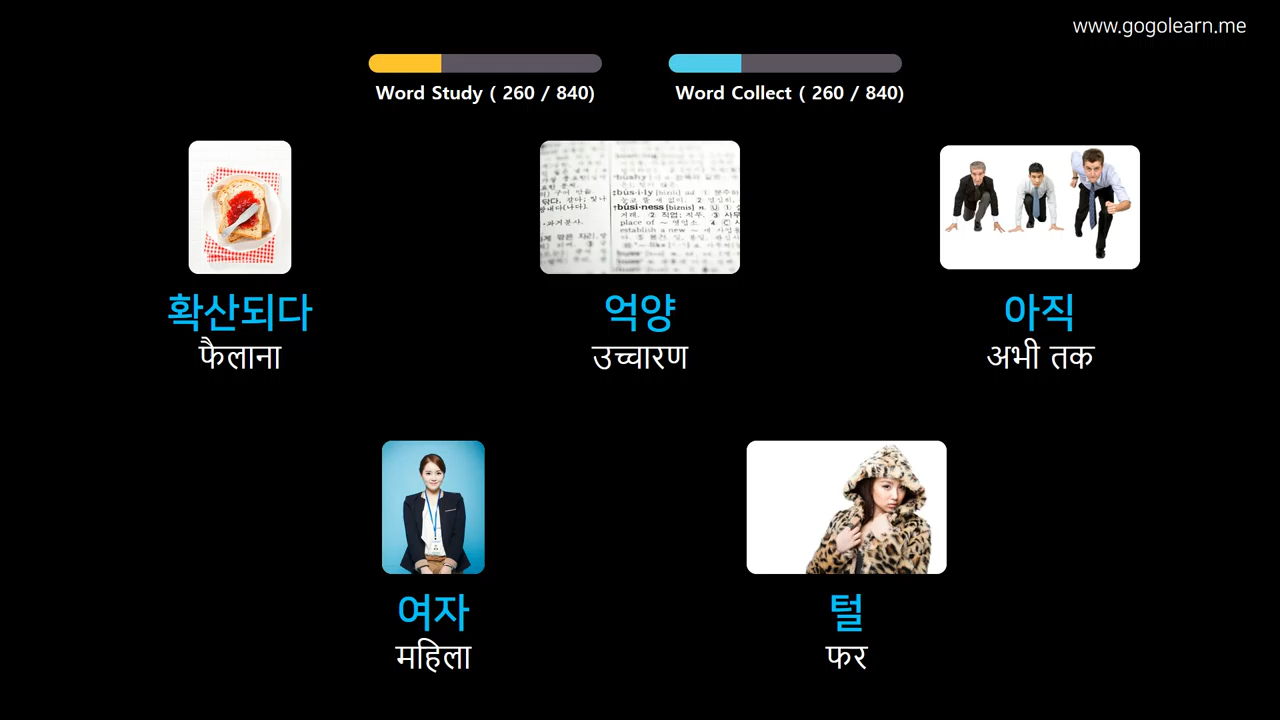 www.gogolearn.me
Word Study ( 260 / 840)
Word Collect ( 260 / 840)
확산되다
फैलाना
억양
उच्चारण
아직
अभी तक
여자
महिला
털
फर